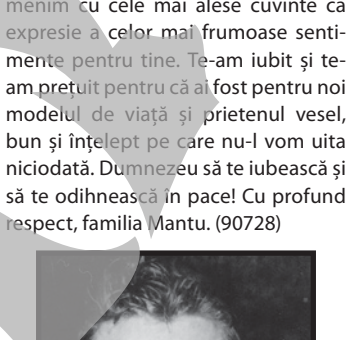 menim cu cele mai alese cuvinte ca
expresie a celor mai frumoase senti-
mente pentru tine. Te-am iubit și te-
am prețuit pentru că ai fost pentru noi
modelul de viață și prietenul vesel,
bun și înțelept pe care nu-l vom uita
niciodată. Dumnezeu să te iubească și
să te odihnească în pace! Cu profund
respect, familia Mantu. (90728)